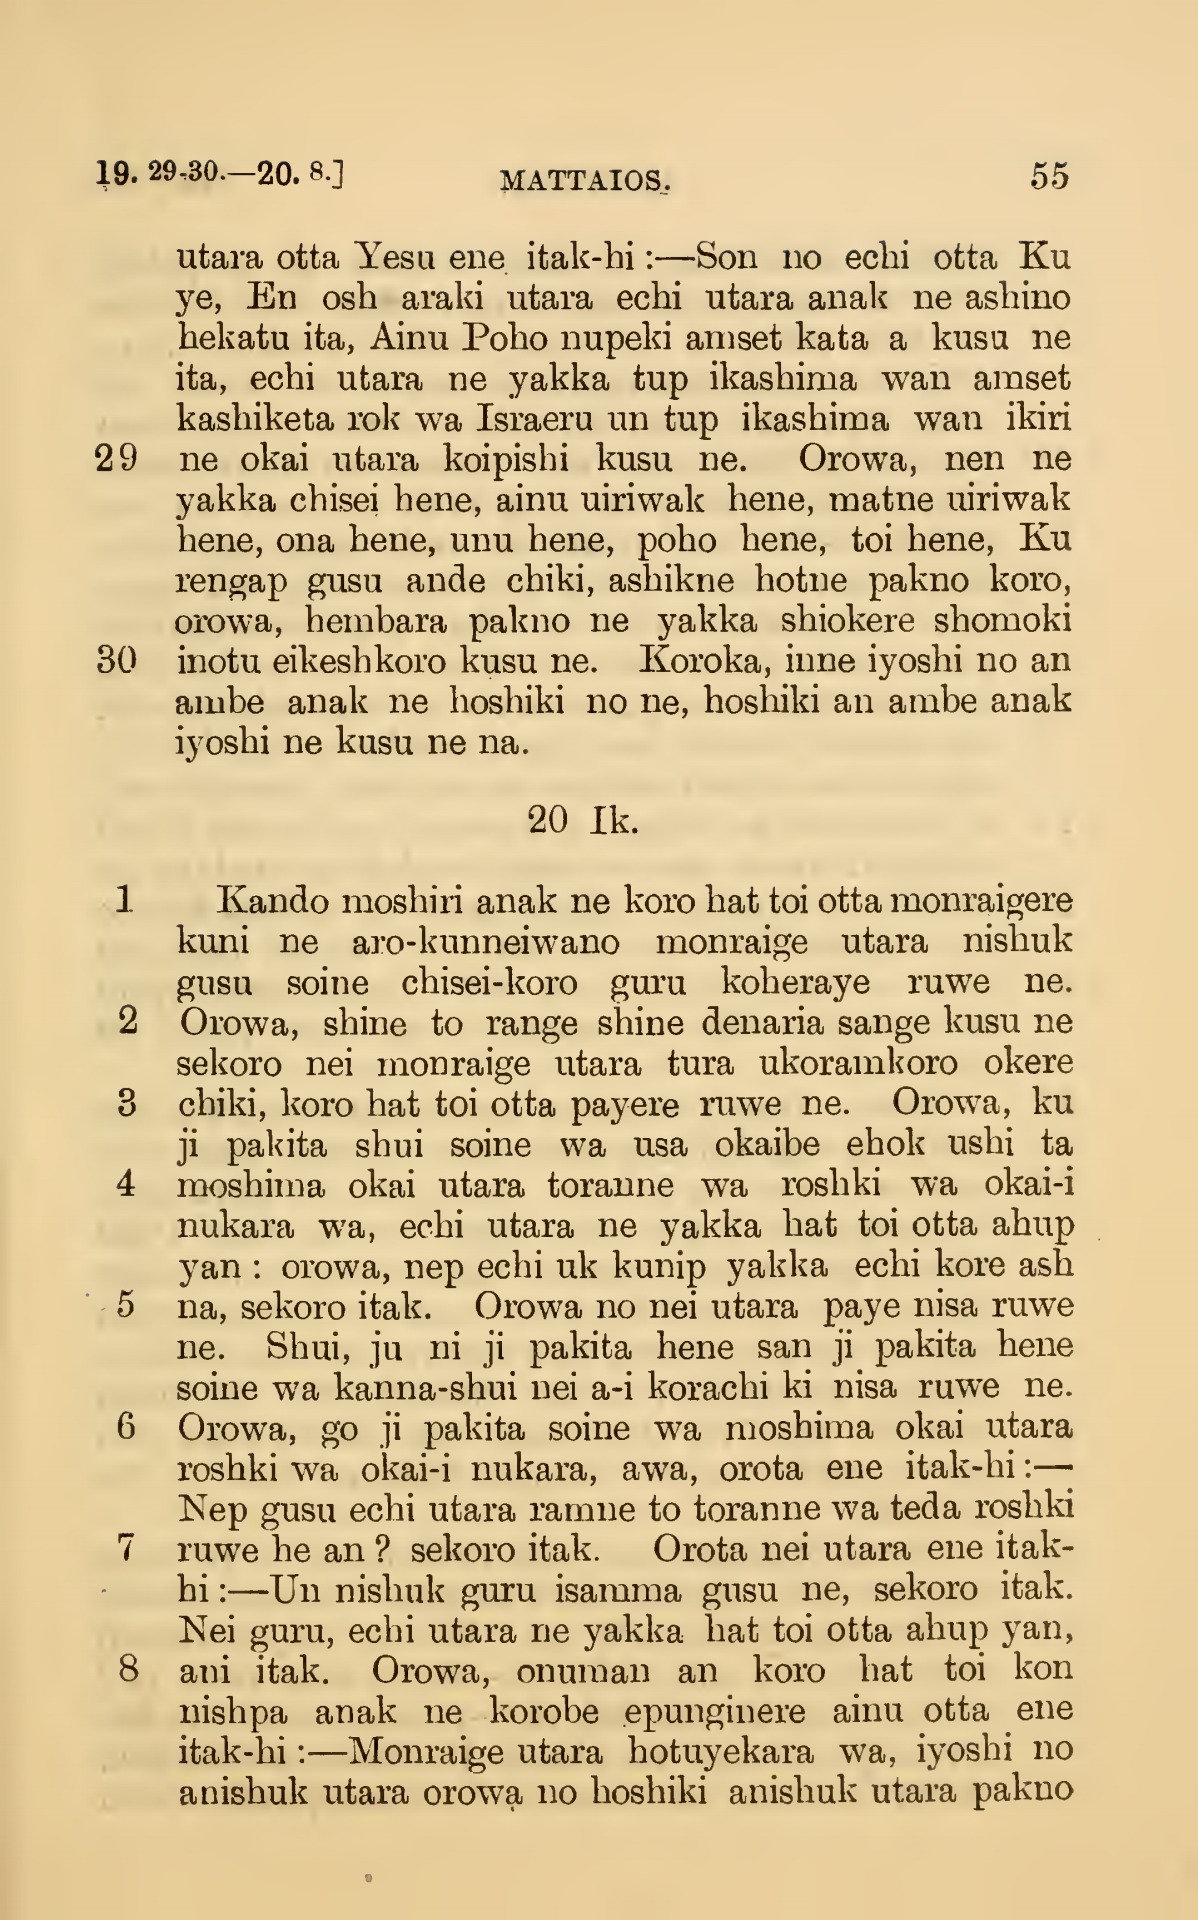 19. 29-30.—20. 8.] MATTAIOS. 55
utara otta Yesu ene itak-hi :—Son no echi otta Ku
ye, En osh araki utara echi utara anak ne ashino
hekatu ita, Ainu Poho nupeki amset kata a kusu ne
ita, echi utara ne yakka tup ikashima wan amset
kashiketa rok wa Israeru un tup ikashima wan ikiri
29 ne okai utara koipishi kusu ne. Orowa, nen ne
yakka chisei hene, ainu uiriwak hene, matne uiriwak
hene, ona hene, unu hene, poho hene, toi hene, Ku
rengap gusu ande chiki, ashikne hotne pakno koro,
orowa, hembara pakno ne yakka shiokere shomoki
30 inotu eikeshkoro kusu ne. Koroka, inne iyoshi no an
ambe anak ne hoshiki no ne, hoshiki an ambe anak
iyoshi ne kusu ne na.
20 Ik.
1 Kando moshiri anak ne koro hat toi otta monraigere
kuni ne aro-kunneiwano monraige utara nishuk
gusu soine chisei-koro guru koheraye ruwe ne.
2 Orowa, shine to range shine denaria sange kusu ne
sekoro nei monraige utara tura ukoramkoro okere
3 chiki, koro hat toi otta payere ruwe ne. Orowa, ku
ji pakita shui soine wa usa okaibe ehok ushi ta
4 moshima okai utara toranne wa roshki wa okai-i
nukara wa, echi utara ne yakka hat toi otta ahup
yan : orowa, nep echi uk kunip yakka echi kore ash
5 na, sekoro itak. Orowa no nei utara paye nisa ruwe
ne. Shui, ju ni ji pakita hene san ji pakita hene
soine wa kanna-shui nei a-i korachi ki nisa ruwe ne.
6 Orowa, go ji pakita soine wa moshima okai utara
roshki wa okai-i nukara, awa, orota ene itak-hi :—
Nep gusu echi utara ramne to toranne wa teda roshki
7 ruwe he an ? sekoro itak. Orota nei utara ene itak-
hi :—Un nishuk guru isamma gusu ne, sekoro itak.
Nei guru, echi utara ne yakka hat toi otta ahup yan,
8 ani itak. Orowa, onuman an koro hat toi kon
nishpa anak ne korobe epunginere ainu otta ene
itak-hi :—Monraige utara hotuyekara wa, iyoshi no
anishuk utara orowa no hoshiki anishuk utara pakno